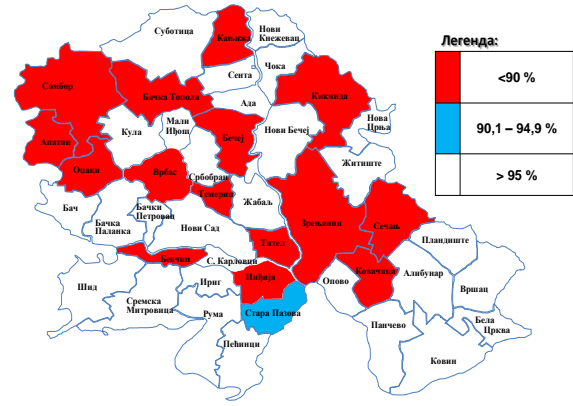 Легенда:
<90 %
90,1 – 94,9 %
> 95 %
Суботица
Кањижа
Нови
Кнежевац
Чока
Сента
Сомбор
Бачка Топола
Ада
Кикинда
Мали
Иђош
Кула
Бечеј
Нови Бечеј
Нова
Црња
Апатин
Житиште
Оџаци
Врбас
Србобран
Темерин
Жабаљ
Бач
Бачки
Петровац
Бачка
Паланка
Нови Сад
Зрењанин
Сечањ
Тител
Пландиште
Беочин
С. Карловци
Ковачица
Алибунар
Шид
Ириг
Инђија
Опово
Вршац
Сремска
Митровица
Рума
Стара Пазова
Панчево
Бела
Црква
Пећинци
Ковин